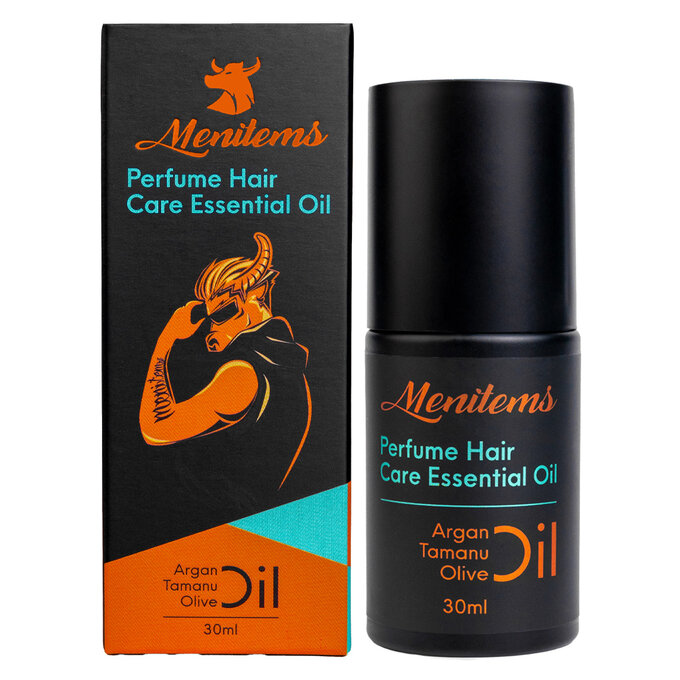 Menitems
Perfume Hair
Care Essential Oil
Menitems
Argan
Tamanu
Olive
Oil
30ml
Menitems
Perfume Hair
Care Essential Oil
Argan
Tamanu
Olive
Oil
30ml